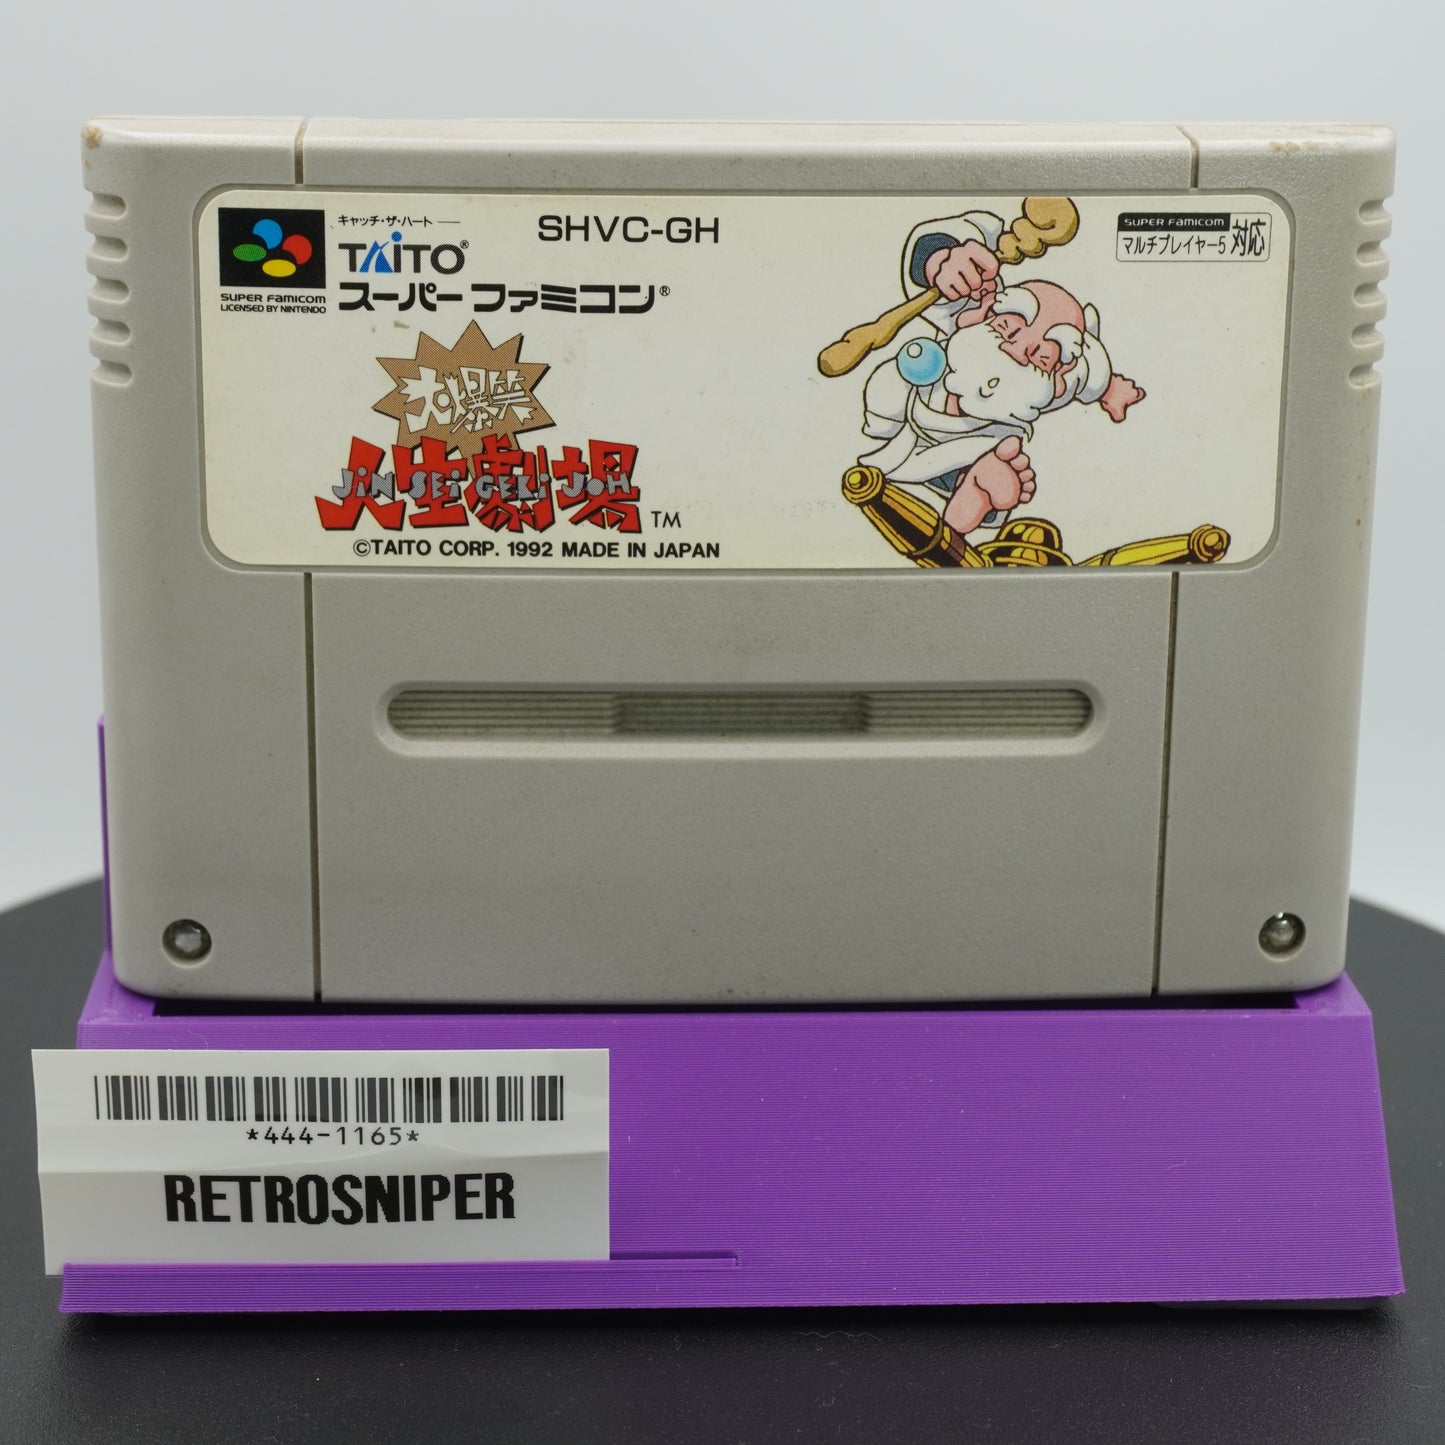 キャッチ・ザ・ハート
TAiTO®
SHVC-GH
SUPER FAMICOM
マルチプレイヤー5 対応
SUPER FAMICOM
LICENSED BY NINTENDO
スーパー ファミコン®
大爆笑
人生劇場
JiN SEi GEKi JOH
TM
©TAITO CORP. 1992 MADE IN JAPAN
*444-1165*
RETROSNIPER